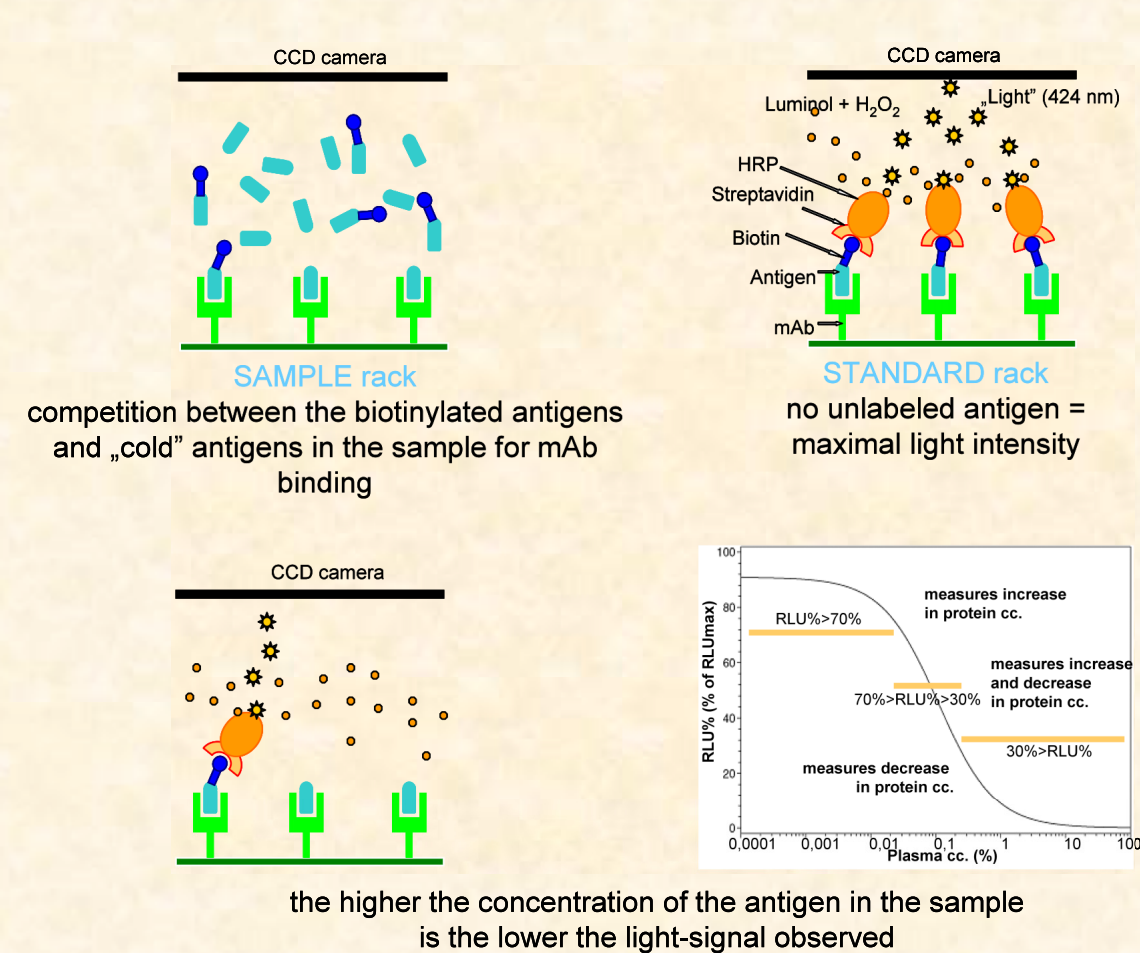 CCD camera
SAMPLE rack
competition between the biotinylated antigens
and „cold” antigens in the sample for mAb
binding
CCD camera
Luminol + H₂O₂
„Light” (424 nm)
HRP
Streptavidin
Biotin
Antigen
mAb
STANDARD rack
no unlabeled antigen =
maximal light intensity
CCD camera
RLU% (% of RLUmax)
100
80
60
40
20
0
measures increase
in protein cc.
RLU%>70%
measures increase
and decrease
in protein cc.
70%>RLU%>30%
30%>RLU%
measures decrease
in protein cc.
0,0001 0,001 0,01 0,1 1 10 100
Plasma cc. (%)
the higher the concentration of the antigen in the sample
is the lower the light-signal observed